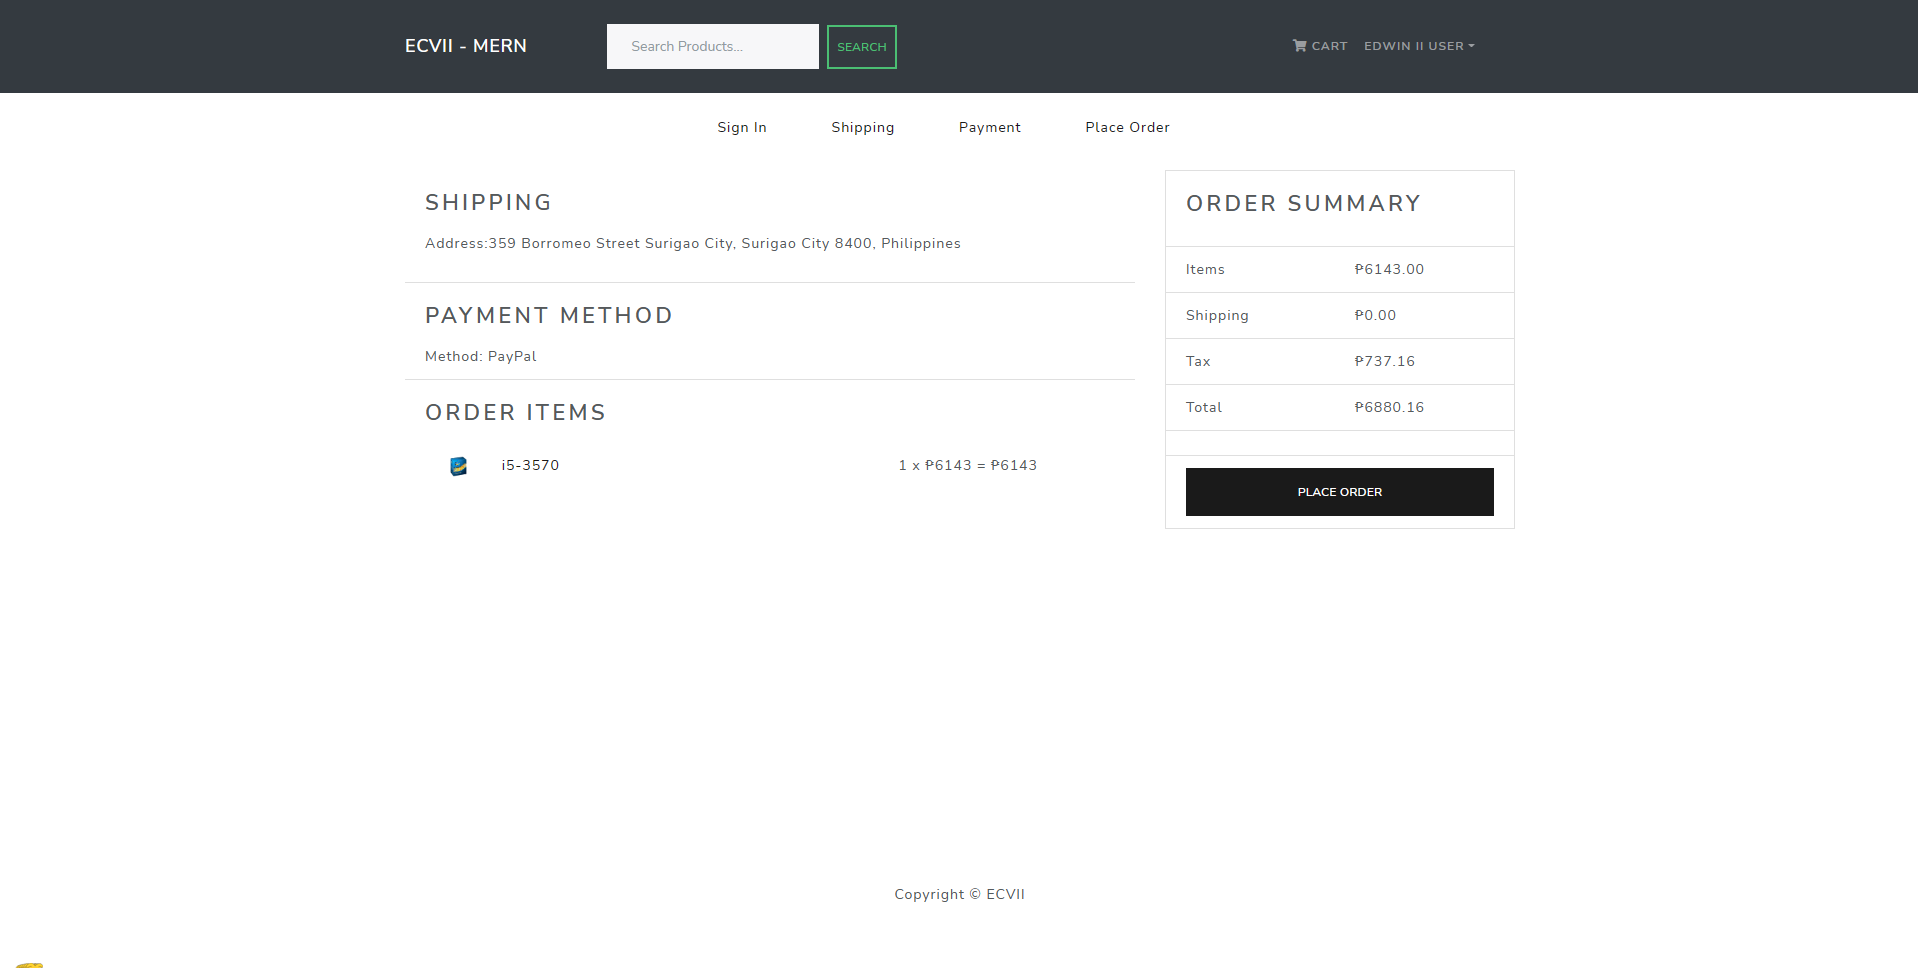 ECVII - MERN
Search Products...
SEARCH
CART
EDWIN II USER
Sign In
Shipping
Payment
Place Order
SHIPPING
Address:359 Borromeo Street Surigao City, Surigao City 8400, Philippines
PAYMENT METHOD
Method: PayPal
ORDER ITEMS
i5-3570
1 x ₱6143 = ₱6143
ORDER SUMMARY
Items ₱6143.00
Shipping ₱0.00
Tax ₱737.16
Total ₱6880.16
PLACE ORDER
Copyright © ECVII